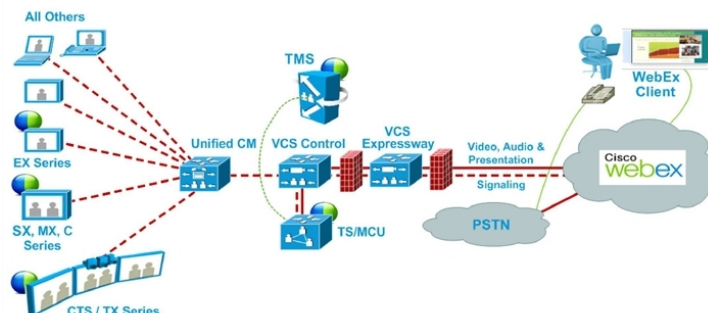 All Others
TMS
WebEx
Client
VCS
Expressway
Unified CM
VCS Control
Video, Audio &
Presentation
Cisco
webex
EX Series
Signaling
SX, MX, C
Series
TS/MCU
PSTN
CTS / TX Series